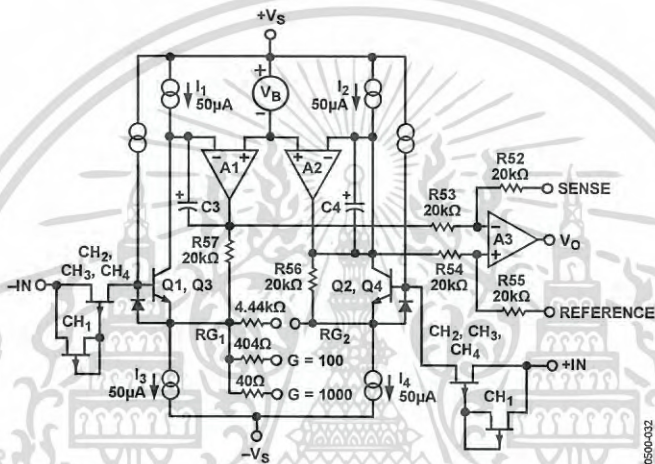 +VS
I1
50µA
VB
I2
50µA
+
−
− +
A1
+ −
A2
C3
+
C4
+
R57
20kΩ
R56
20kΩ
R53
20kΩ
R54
20kΩ
R52
20kΩ
SENSE
−
+
A3
VO
R55
20kΩ
REFERENCE
−IN
CH2,
CH3, CH4
CH1
Q1, Q3
Q2, Q4
4.44kΩ
RG1
RG2
404Ω
G = 100
40Ω
G = 1000
I3
50µA
I4
50µA
CH2, CH3,
CH4
CH1
+IN
−VS
00500-032